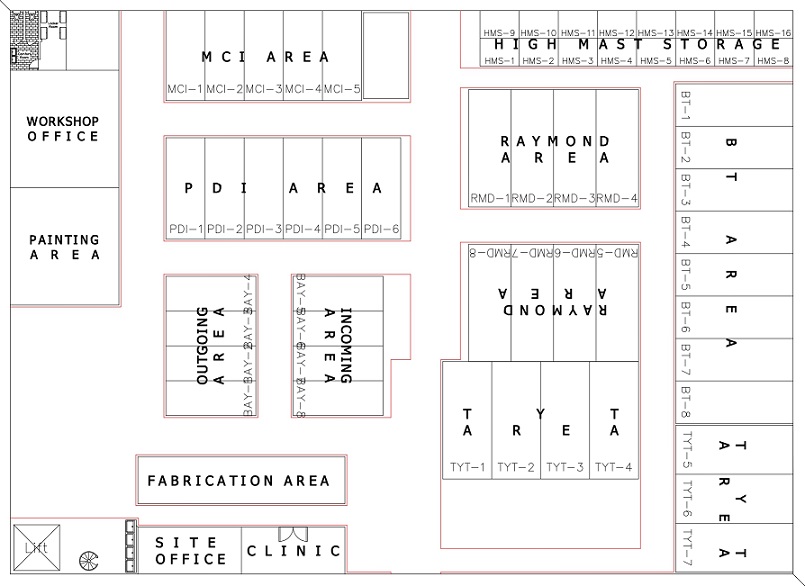 HMS-9 HMS-10 HMS-11 HMS-12 HMS-13 HMS-14 HMS-15 HMS-16
HIGH MAST STORAGE
HMS-1 HMS-2 HMS-3 HMS-4 HMS-5 HMS-6 HMS-7 HMS-8
MCI AREA
MCI-1 MCI-2 MCI-3 MCI-4 MCI-5
WORKSHOP
OFFICE
PAINTING
AREA
PDI AREA
PDI-1 PDI-2 PDI-3 PDI-4 PDI-5 PDI-6
RAYMOND
AREA
RMD-1 RMD-2 RMD-3 RMD-4
BT-1
BT-2
BT-3
BT-4
BT-5
BT-6
BT-7
BT-8
BT AREA
RMD-8 RMD-7 RMD-6 RMD-5
RAYMOND
AREA
OUTGOING
AREA
BAY-4
BAY-3
BAY-2
BAY-1
BAY-5
BAY-6
BAY-7
BAY-8
INCOMING
AREA
TYT
AREA
TYT-1 TYT-2 TYT-3 TYT-4
TYT-5
TYT-6
TYT-7
TYT
AREA
FABRICATION AREA
Lift
SITE
OFFICE
CLINIC